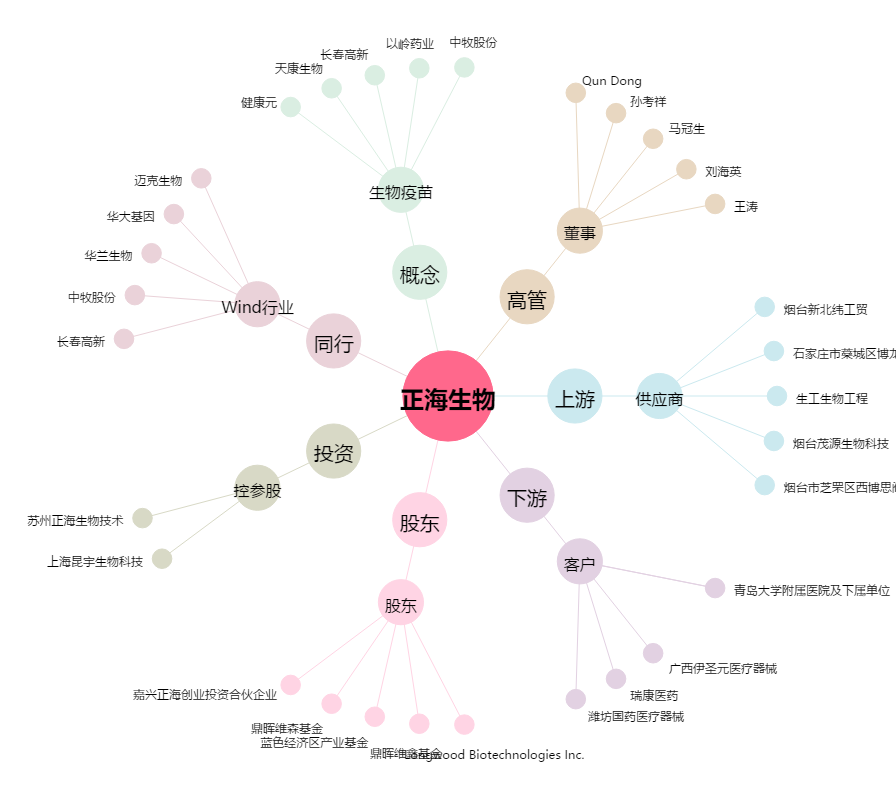 以岭药业
中牧股份
长春高新
天康生物
健康元
Qun Dong
孙考祥
马冠生
刘海英
王涛
迈克生物
华大基因
华兰生物
中牧股份
长春高新
生物疫苗
董事
概念
高管
Wind行业
同行
烟台新北纬工贸
石家庄市藁城区博龙
生工生物工程
烟台茂源生物科技
烟台市芝罘区西博思
供应商
上游
正海生物
投资
控参股
苏州正海生物技术
上海昆宇生物科技
下游
股东
客户
股东
青岛大学附属医院及下属单位
广西伊圣元医疗器械
瑞康医药
潍坊国药医疗器械
嘉兴正海创业投资合伙企业
鼎晖维森基金
蓝色经济区产业基金
鼎晖维鑫基金
Longwood Biotechnologies Inc.